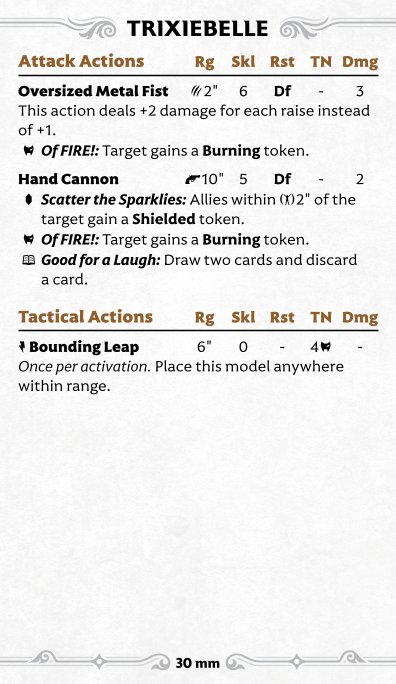 TRIXIEBELLE
Attack Actions Rg Skl Rst TN Dmg
Oversized Metal Fist 2" 6 Df - 3
This action deals +2 damage for each raise instead
of +1.
Of FIRE!: Target gains a Burning token.
Hand Cannon 10" 5 Df - 2
Scatter the Sparklies: Allies within 2" of the
target gain a Shielded token.
Of FIRE!: Target gains a Burning token.
Good for a Laugh: Draw two cards and discard
a card.
Tactical Actions Rg Skl Rst TN Dmg
Bounding Leap 6" 0 - 4 -
Once per activation. Place this model anywhere
within range.
30 mm